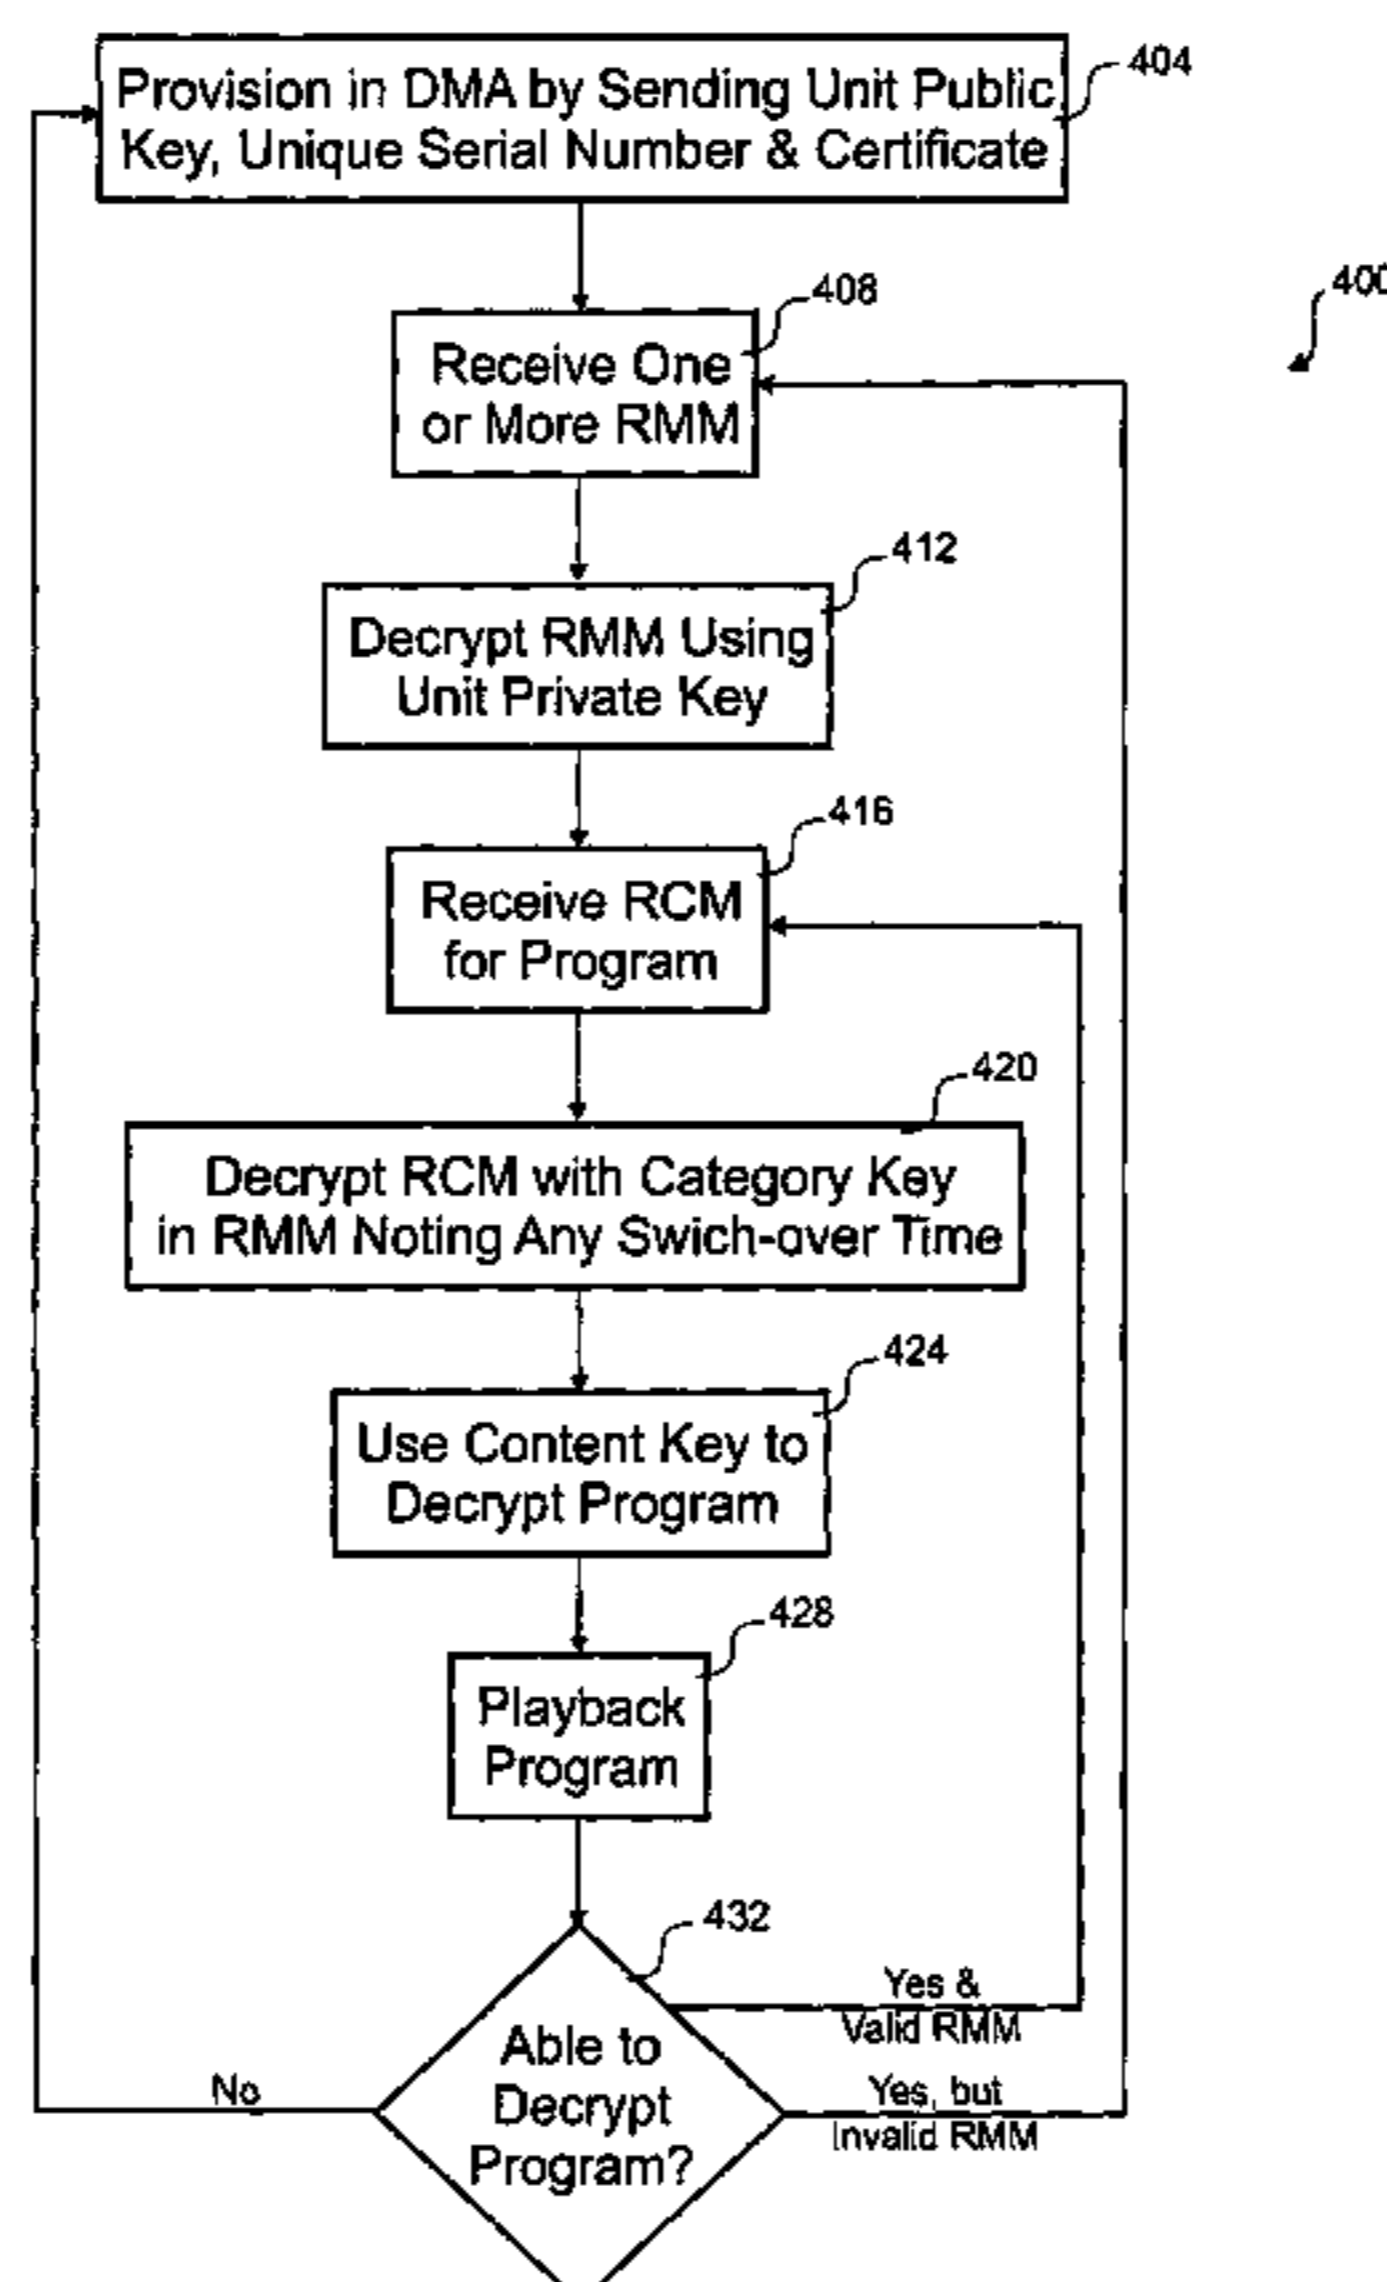 Provision in DMA by Sending Unit Public
Key, Unique Serial Number & Certificate
404
408
Receive One
or More RMM
400
412
Decrypt RMM Using
Unit Private Key
416
Receive RCM
for Program
420
Decrypt RCM with Category Key
in RMM Noting Any Swich-over Time
424
Use Content Key to
Decrypt Program
428
Playback
Program
432
Able to
Decrypt
Program?
Yes &
Valid RMM
No
Yes, but
Invalid RMM